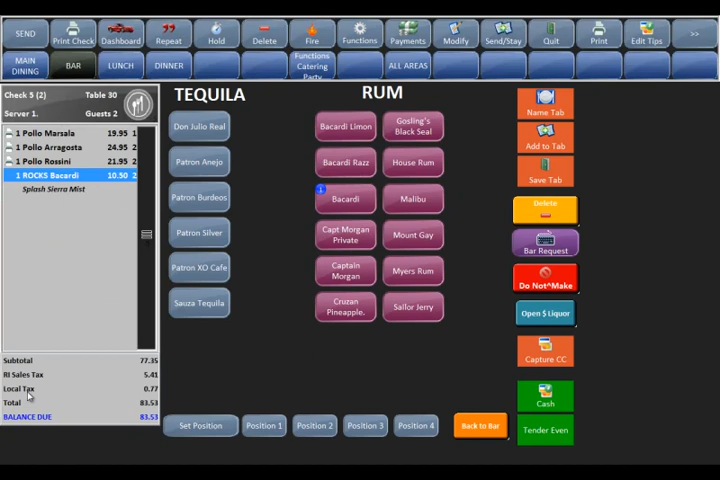 SEND
Print Check
Dashboard
Repeat
Hold
Delete
Fire
Functions
Payments
Modify
Send/Stay
Quit
Print
Edit Tips
>>
MAIN
DINING
BAR
LUNCH
DINNER
Functions
Catering
Party
ALL AREAS
Check 5 (2)
Table 30
Server 1.
Guests 2
1 Pollo Marsala 19.95 1
1 Pollo Arragosta 24.95 2
1 Pollo Rossini 21.95 1
1 ROCKS Bacardi 10.50 2
Splash Sierra Mist
Subtotal 77.35
RI Sales Tax 5.41
Local Tax 0.77
Total 83.53
BALANCE DUE 83.53
TEQUILA
Don Julio Real
Patron Anejo
Patron Burdeos
Patron Silver
Patron XO Cafe
Sauza Tequila
RUM
Bacardi Limon
Gosling's
Black Seal
Bacardi Razz
House Rum
1
Bacardi
Malibu
Capt Morgan
Private
Mount Gay
Captain
Morgan
Myers Rum
Cruzan
Pineapple.
Sailor Jerry
Name Tab
Add to Tab
Save Tab
Delete
Bar Request
Do Not^Make
Open $ Liquor
Capture CC
Cash
Tender Even
Set Position
Position 1
Position 2
Position 3
Position 4
Back to Bar